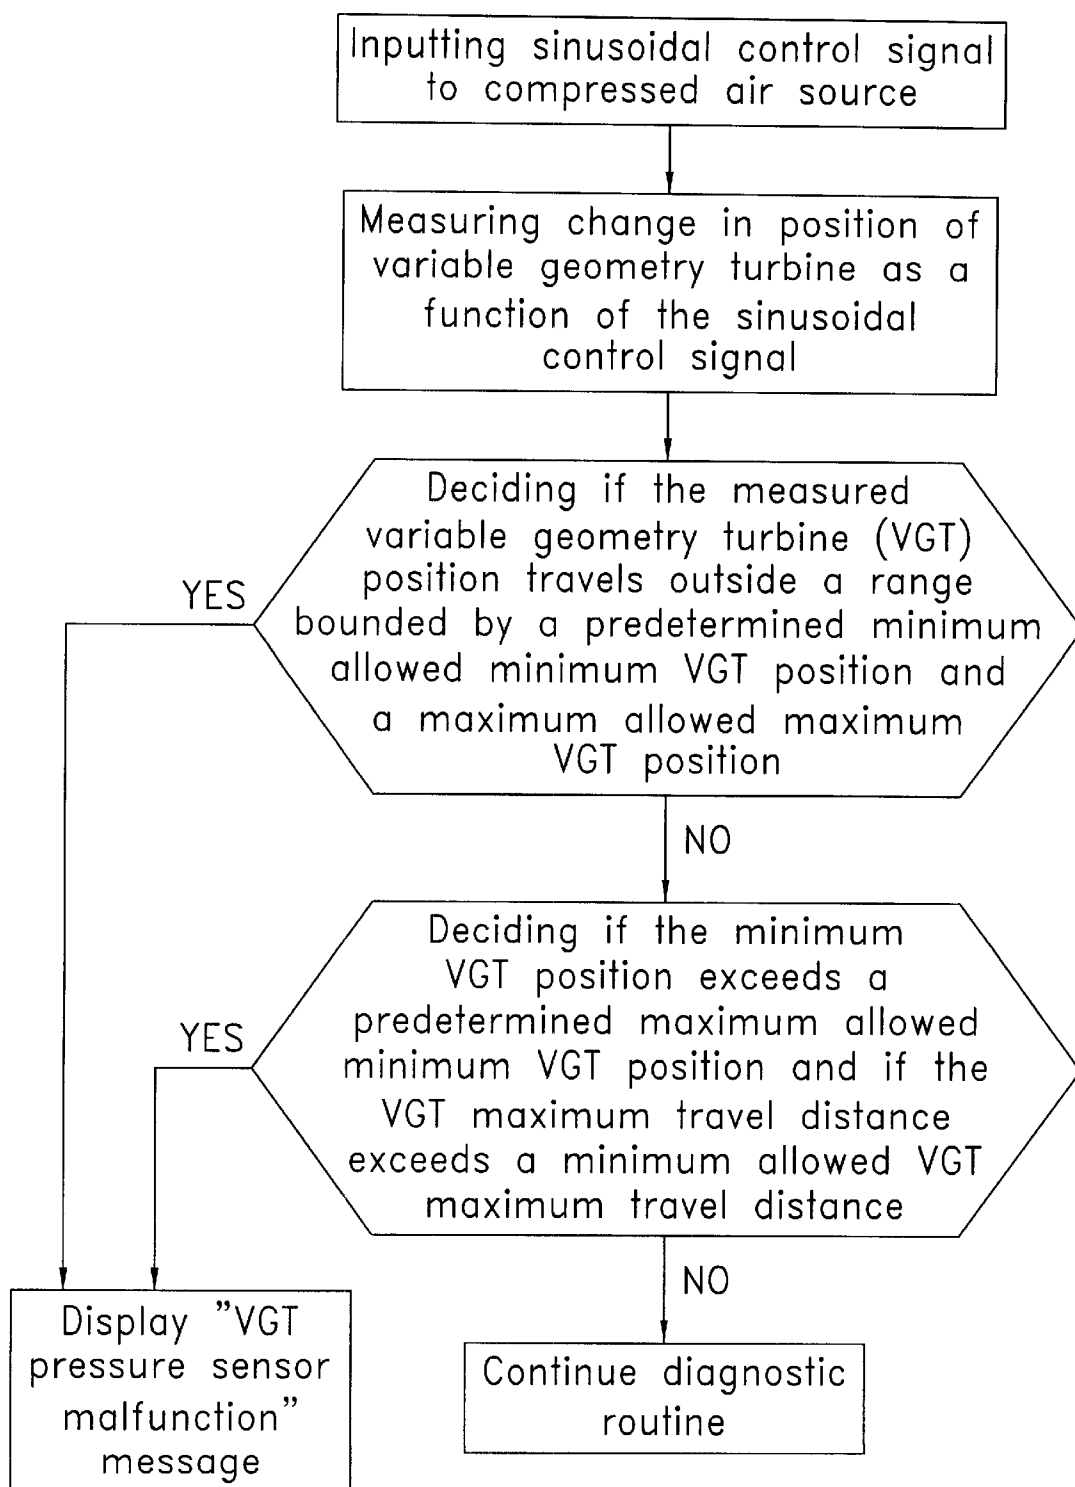 Inputting sinusoidal control signal
to compressed air source
Measuring change in position of
variable geometry turbine as a
function of the sinusoidal
control signal
Deciding if the measured
variable geometry turbine (VGT)
position travels outside a range
bounded by a predetermined minimum
allowed minimum VGT position and
a maximum allowed maximum
VGT position
YES
NO
Deciding if the minimum
VGT position exceeds a
predetermined maximum allowed
minimum VGT position and if the
VGT maximum travel distance
exceeds a minimum allowed VGT
maximum travel distance
YES
NO
Display "VGT
pressure sensor
malfunction"
message
Continue diagnostic
routine